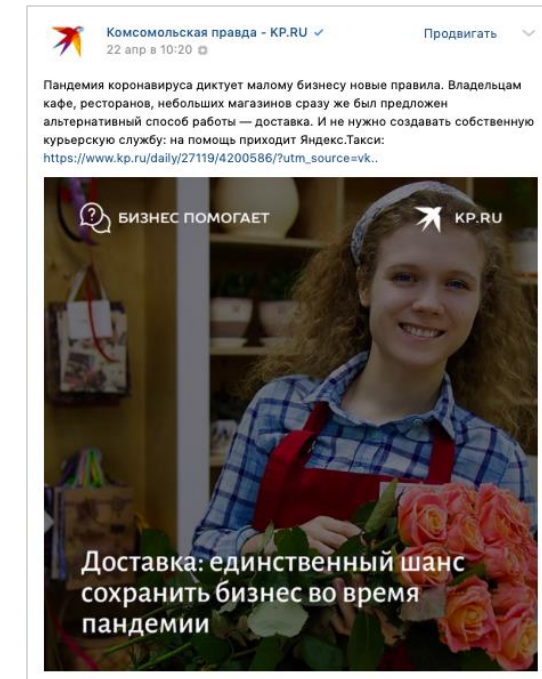 Комсомольская правда - KP.RU
Продвигать
22 апр в 10:20
Пандемия коронавируса диктует малому бизнесу новые правила. Владельцам
кафе, ресторанов, небольших магазинов сразу же был предложен
альтернативный способ работы — доставка. И не нужно создавать собственную
курьерскую службу: на помощь приходит Яндекс.Такси:
https://www.kp.ru/daily/27119/4200586/?utm_source=vk..
БИЗНЕС ПОМОГАЕТ
KP.RU
Доставка: единственный шанс
сохранить бизнес во время
пандемии